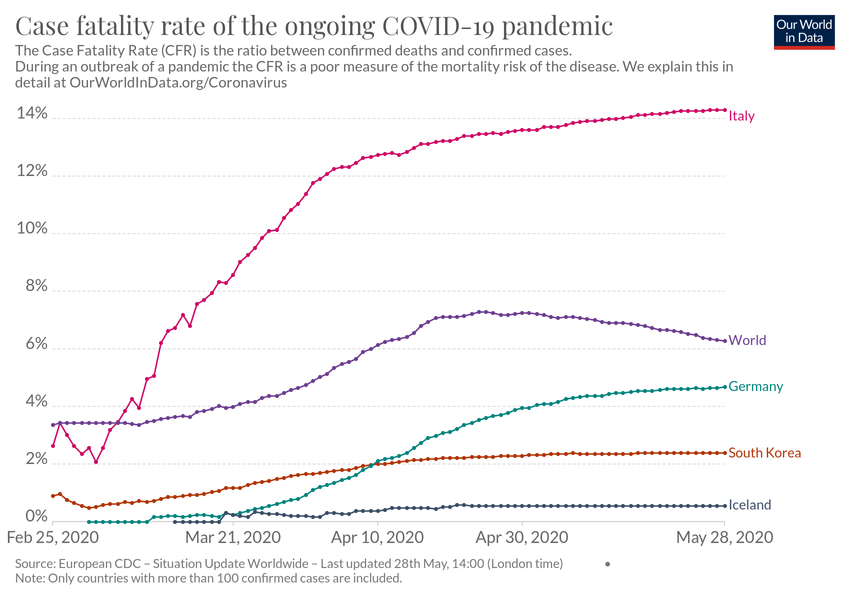 Case fatality rate of the ongoing COVID-19 pandemic
Our World
in Data
The Case Fatality Rate (CFR) is the ratio between confirmed deaths and confirmed cases.
During an outbreak of a pandemic the CFR is a poor measure of the mortality risk of the disease. We explain this in
detail at OurWorldInData.org/Coronavirus
14%
12%
10%
8%
6%
4%
2%
0%
Italy
World
Germany
South Korea
Iceland
Feb 25, 2020
Mar 21, 2020
Apr 10, 2020
Apr 30, 2020
May 28, 2020
Source: European CDC – Situation Update Worldwide – Last updated 28th May, 14:00 (London time)
Note: Only countries with more than 100 confirmed cases are included.